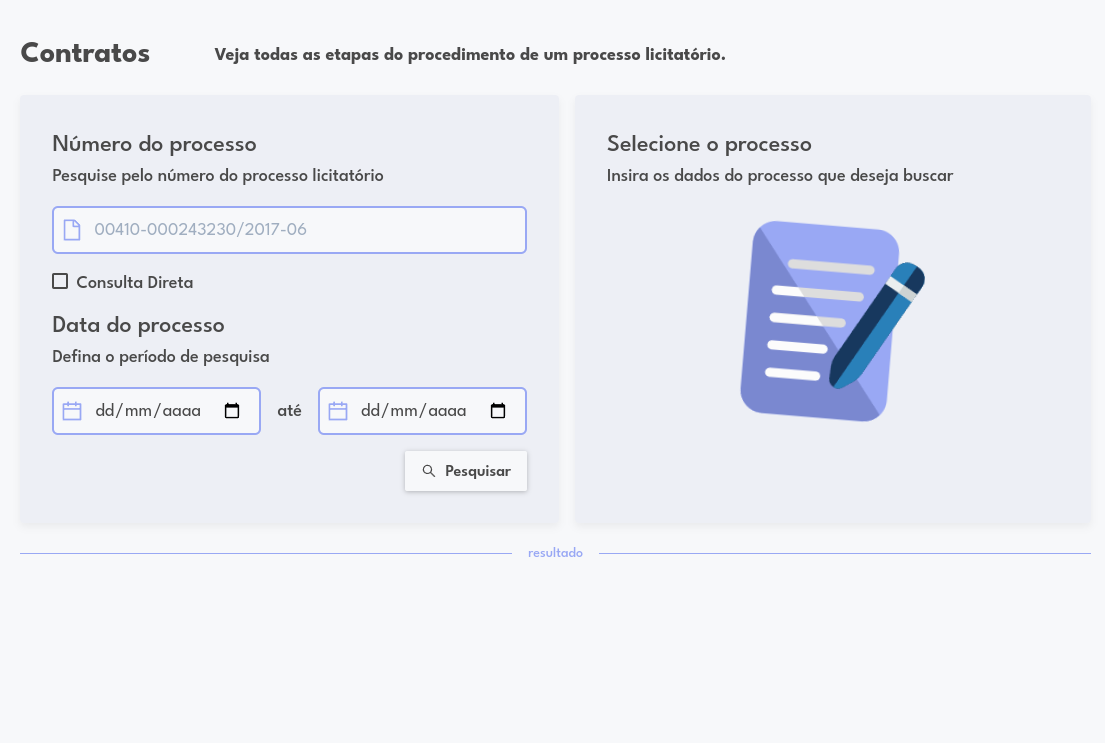 Contratos
Veja todas as etapas do procedimento de um processo licitatório.
Número do processo
Pesquise pelo número do processo licitatório
00410-000243230/2017-06
Consulta Direta
Data do processo
Defina o período de pesquisa
dd/mm/aaaa até dd/mm/aaaa
Pesquisar
Selecione o processo
Insira os dados do processo que deseja buscar
resultado